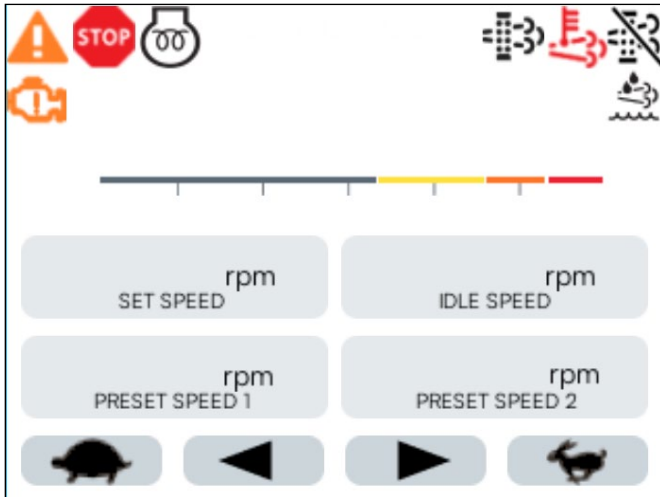 STOP
rpm
SET SPEED
rpm
IDLE SPEED
rpm
PRESET SPEED 1
rpm
PRESET SPEED 2